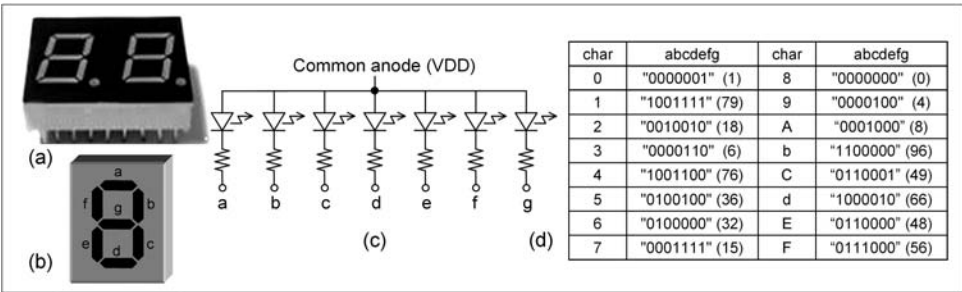 (a)
a
f
b
g
e
c
d
(b)
Common anode (VDD)
a b c d e f g
(c)
(d)
char abcdefg char abcdefg
0 "0000001" (1) 8 "0000000" (0)
1 "1001111" (79) 9 "0000100" (4)
2 "0010010" (18) A “0001000” (8)
3 "0000110" (6) b “1100000” (96)
4 "1001100" (76) C “0110001” (49)
5 "0100100" (36) d “1000010” (66)
6 "0100000" (32) E “0110000” (48)
7 "0001111" (15) F “0111000” (56)